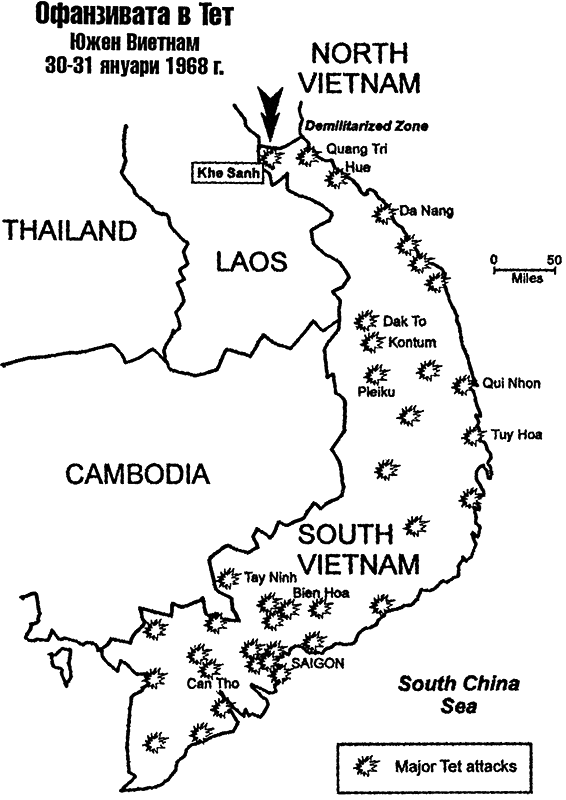 Офанзивата в Тет
Южен Виетнам
30-31 януари 1968 г.
NORTH
VIETNAM
Demilitarized Zone
Quang Tri
Hue
Khe Sanh
Da Nang
THAILAND
LAOS
0 50
Miles
Dak To
Kontum
Pleiku
Qui Nhon
Tuy Hoa
CAMBODIA
SOUTH
VIETNAM
Tay Ninh
Bien Hoa
SAIGON
Can Tho
South China
Sea
Major Tet attacks